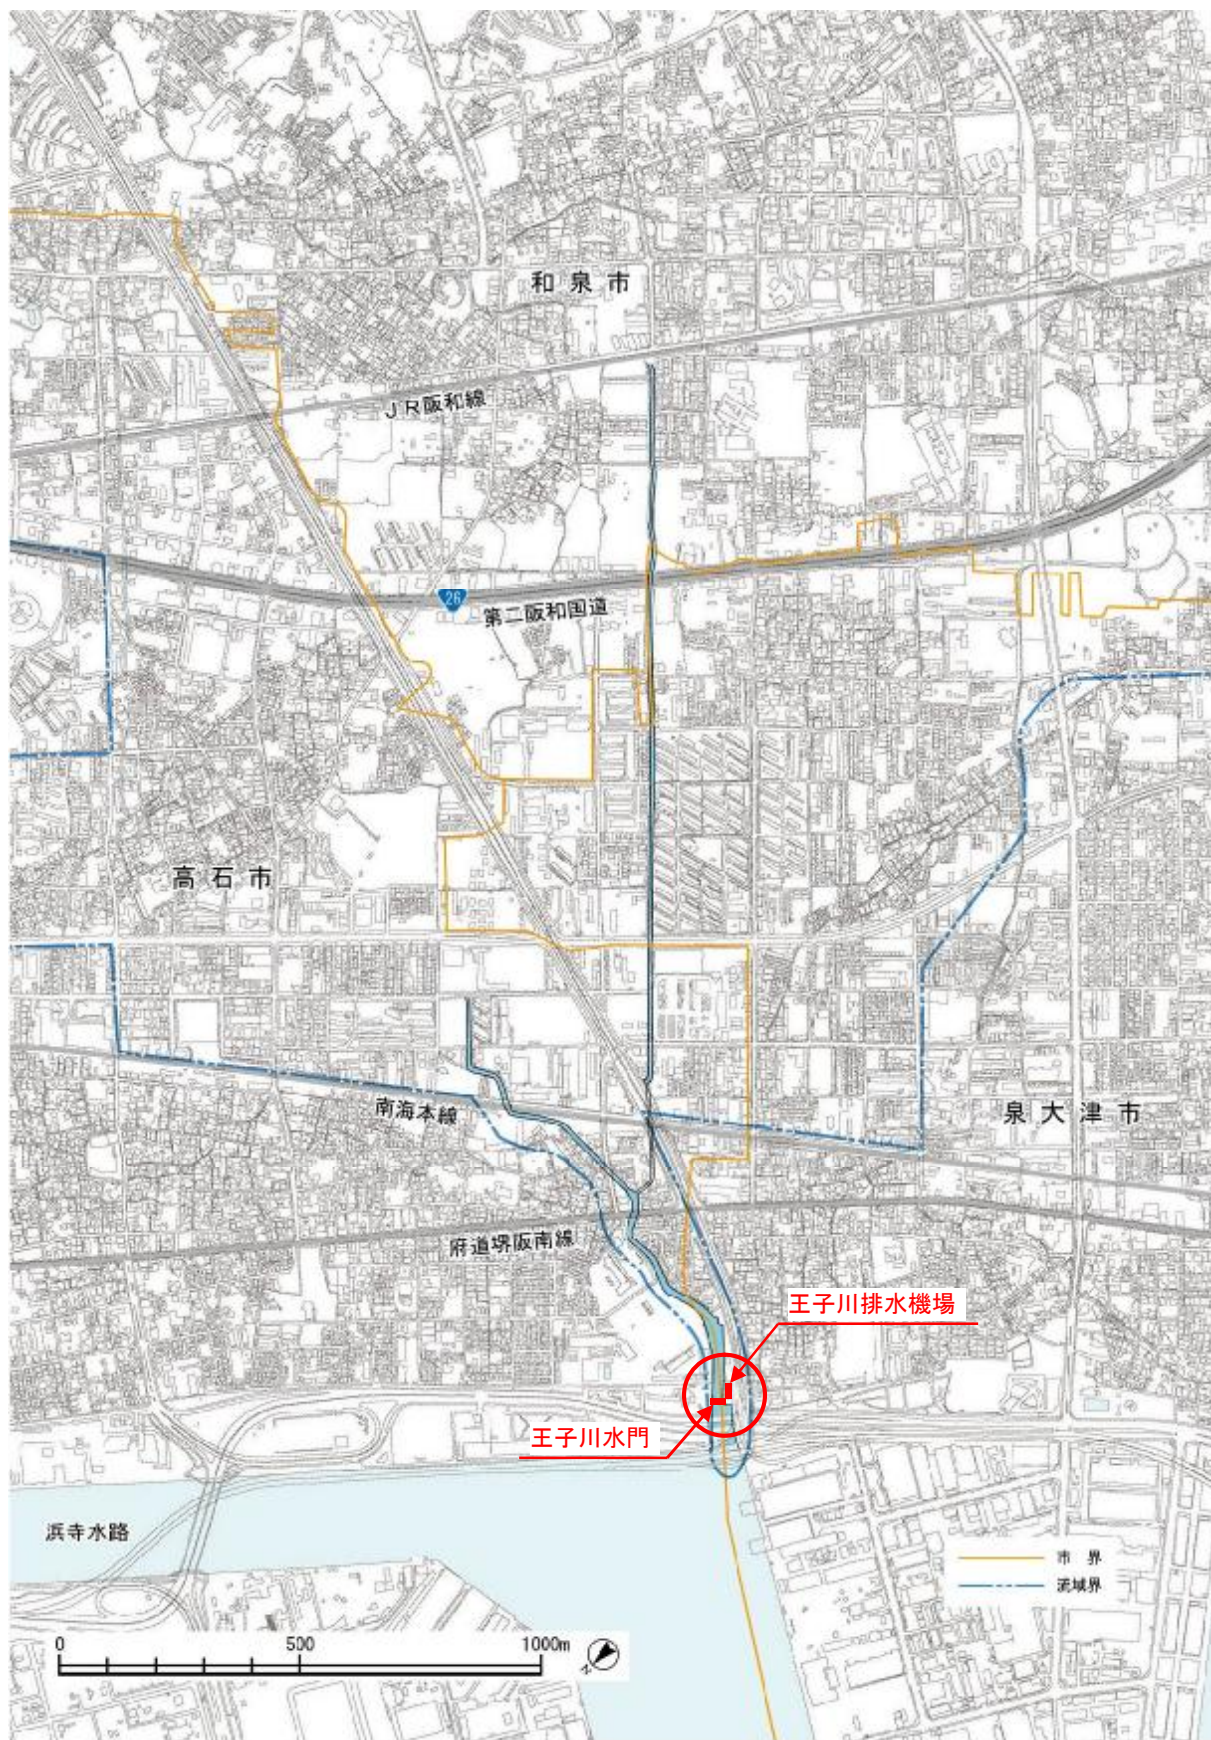 和泉市
JR阪和線
26
第二阪和国道
高石市
南海本線
泉大津市
府道堺阪南線
王子川排水機場
王子川水門
浜寺水路
市 界
流域界
0 500 1000m
N